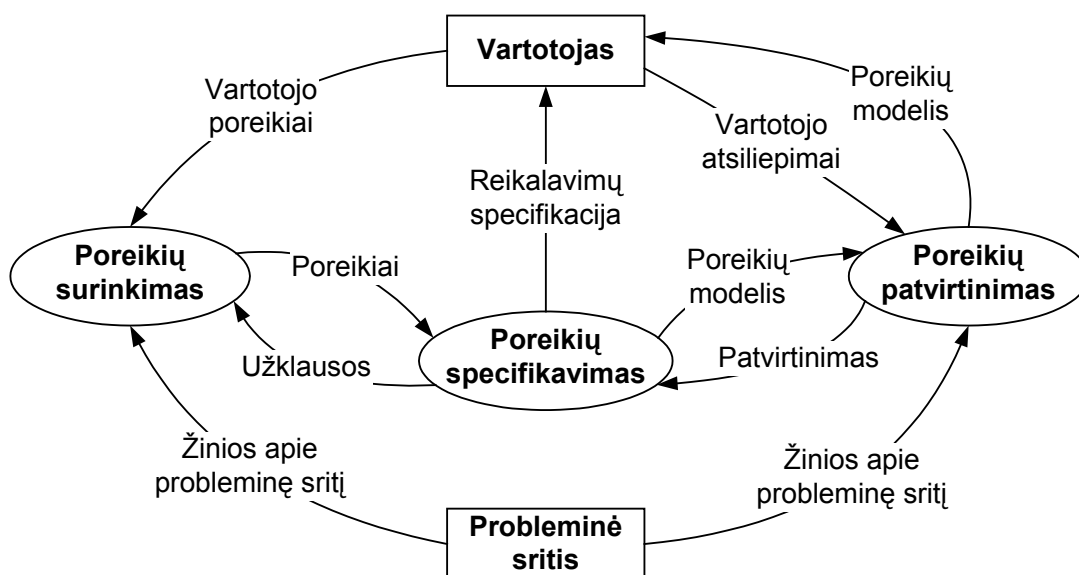 Vartotojas
Vartotojo
poreikiai
Poreikių
modelis
Vartotojo
atsiliepimai
Reikalavimų
specifikacija
Poreikių
surinkimas
Poreikiai
Poreikių
modelis
Poreikių
patvirtinimas
Užklausos
Poreikių
specifikavimas
Patvirtinimas
Žinios apie
probleminę sritį
Žinios apie
probleminę sritį
Probleminė
sritis